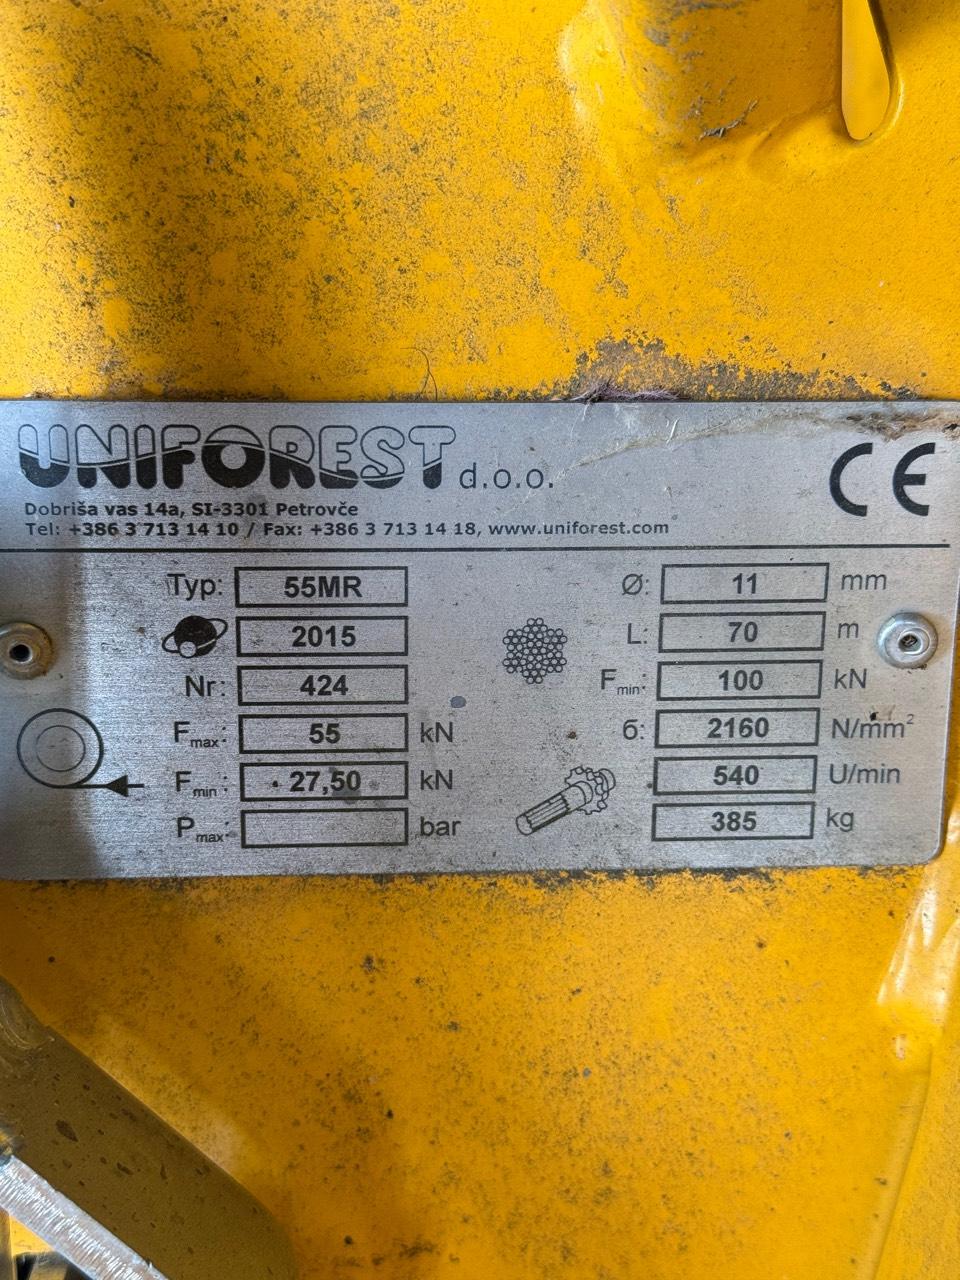 UNIFOREST d.o.o.
CE
Dobriša vas 14a, SI-3301 Petrovče
Tel: +386 3 713 14 10 / Fax: +386 3 713 14 18, www.uniforest.com
Typ: 55MR
2015
Nr: 424
Fmax: 55 kN
Fmin: 27,50 kN
Pmax: bar
Ø: 11 mm
L: 70 m
Fmin: 100 kN
б: 2160 N/mm²
540 U/min
385 kg